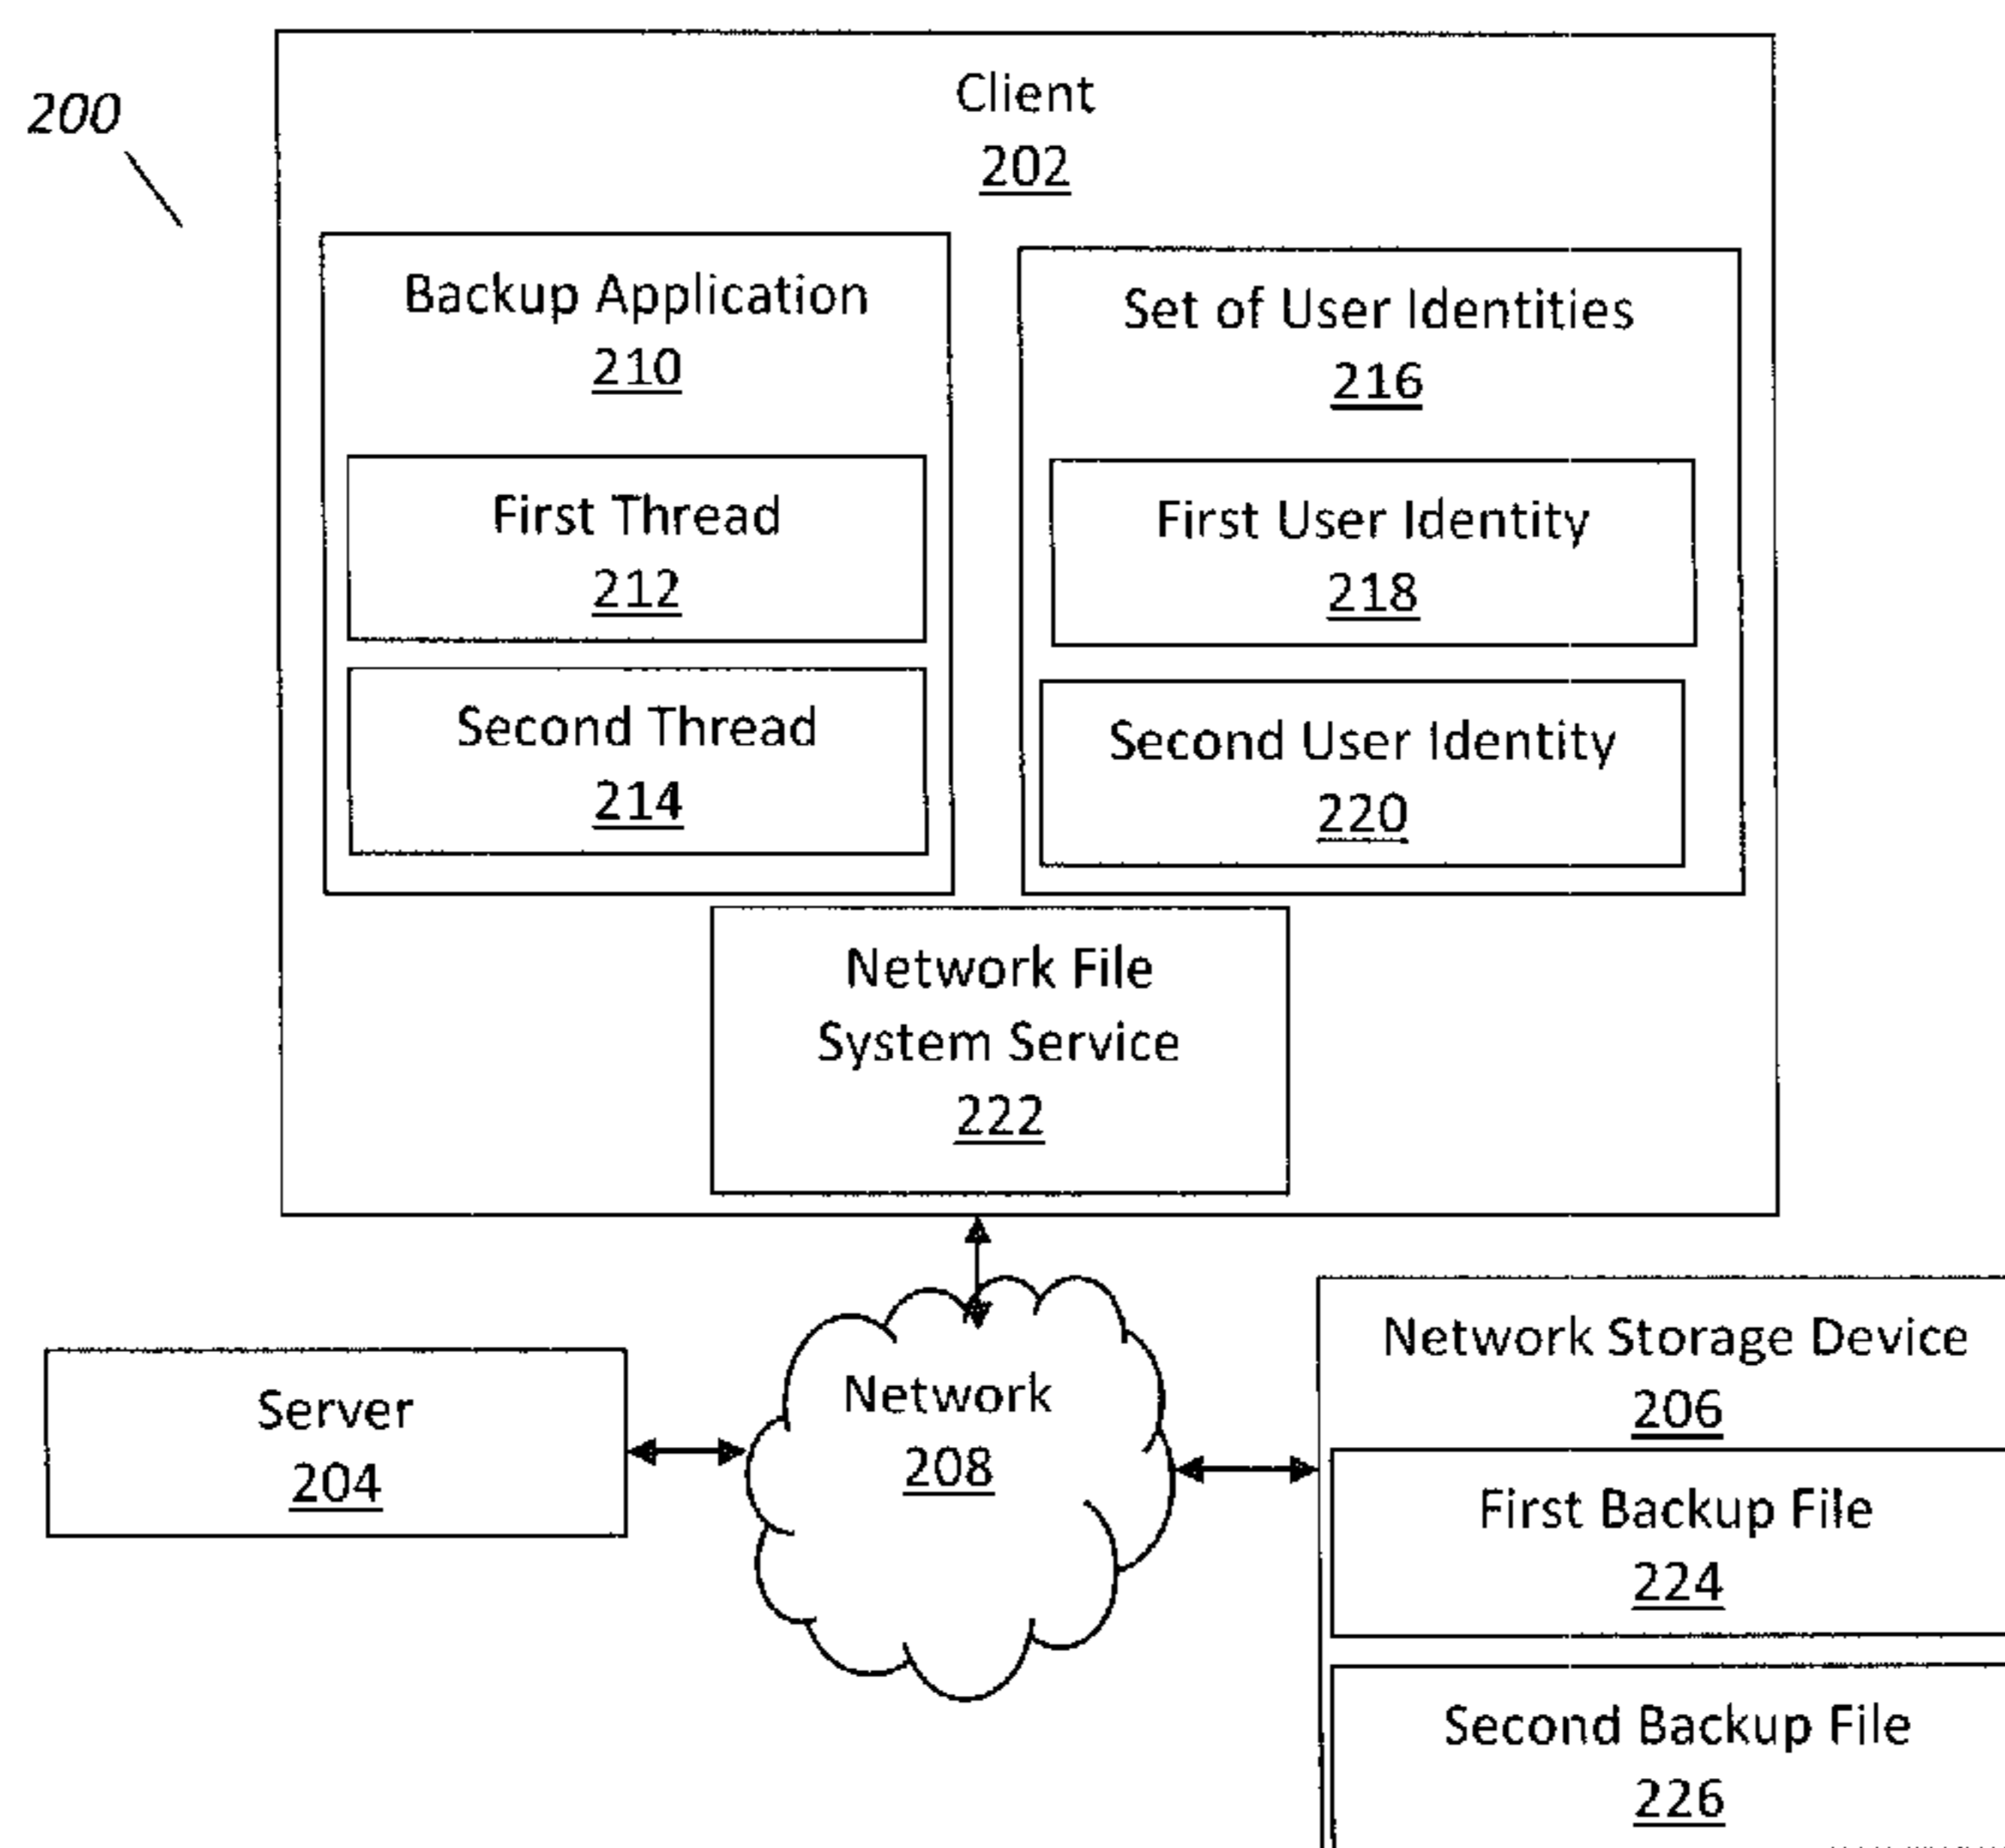 200
Client
202
Backup Application
210
First Thread
212
Second Thread
214
Set of User Identities
216
First User Identity
218
Second User Identity
220
Network File
System Service
222
Server
204
Network
208
Network Storage Device
206
First Backup File
224
Second Backup File
226